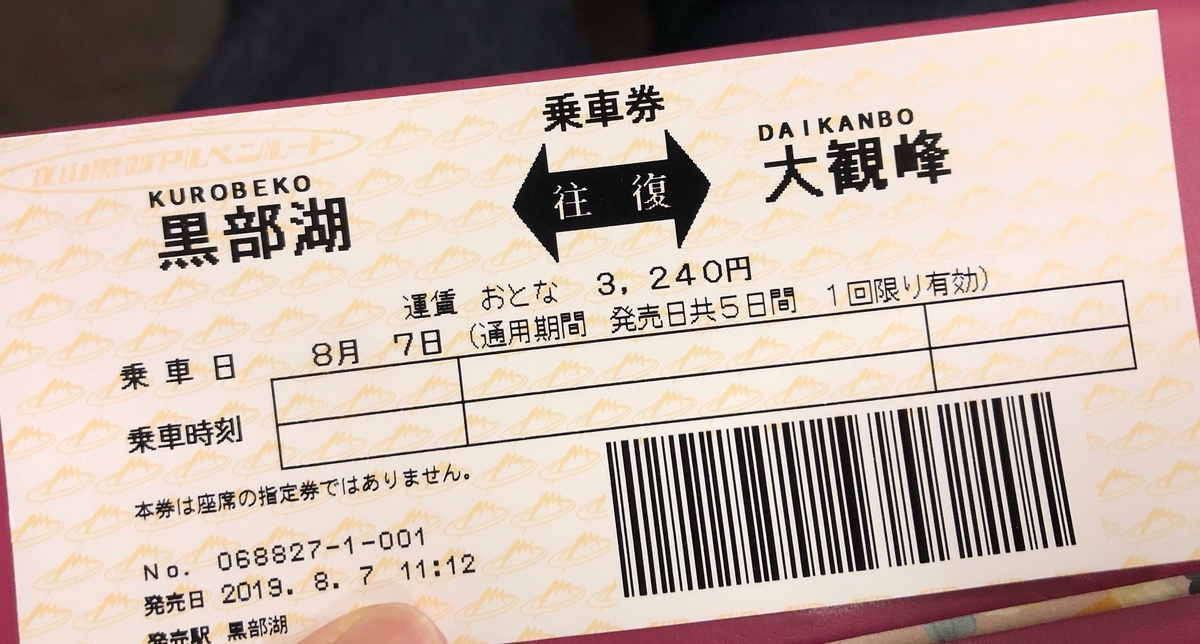 立山黒部アルペンルート
乗車券
KUROBEKO
黒部湖
往 復
DAIKANBO
大観峰
運賃 おとな 3,240円
乗車日 8月 7日 (通用期間 発売日共5日間 1回限り有効)
乗車時刻
本券は座席の指定券ではありません。
No. 068827-1-001
発売日 2019. 8. 7 11:12
発売駅 黒部湖